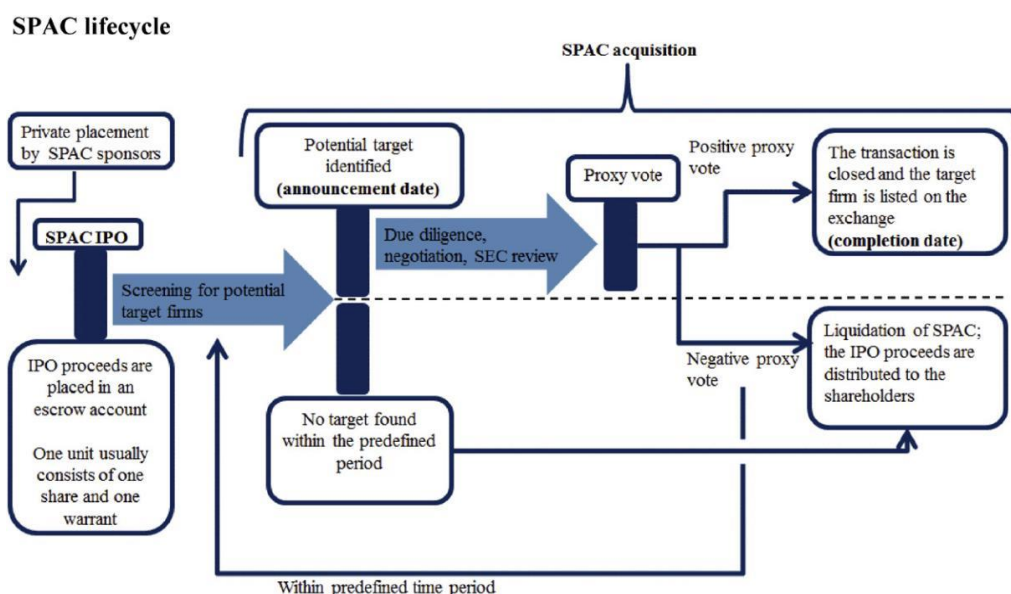 SPAC lifecycle
SPAC acquisition
Private placement
by SPAC sponsors
SPAC IPO
IPO proceeds are
placed in an
escrow account
One unit usually
consists of one
share and one
warrant
Screening for potential
target firms
Potential target
identified
(announcement date)
No target found
within the predefined
period
Due diligence,
negotiation, SEC review
Proxy vote
Positive proxy
vote
Negative proxy
vote
The transaction is
closed and the target
firm is listed on the
exchange
(completion date)
Liquidation of SPAC;
the IPO proceeds are
distributed to the
shareholders
Within predefined time period